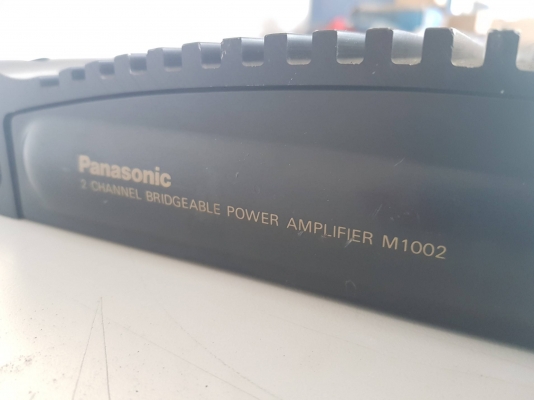 Panasonic
2 CHANNEL BRIDGEABLE POWER AMPLIFIER M1002